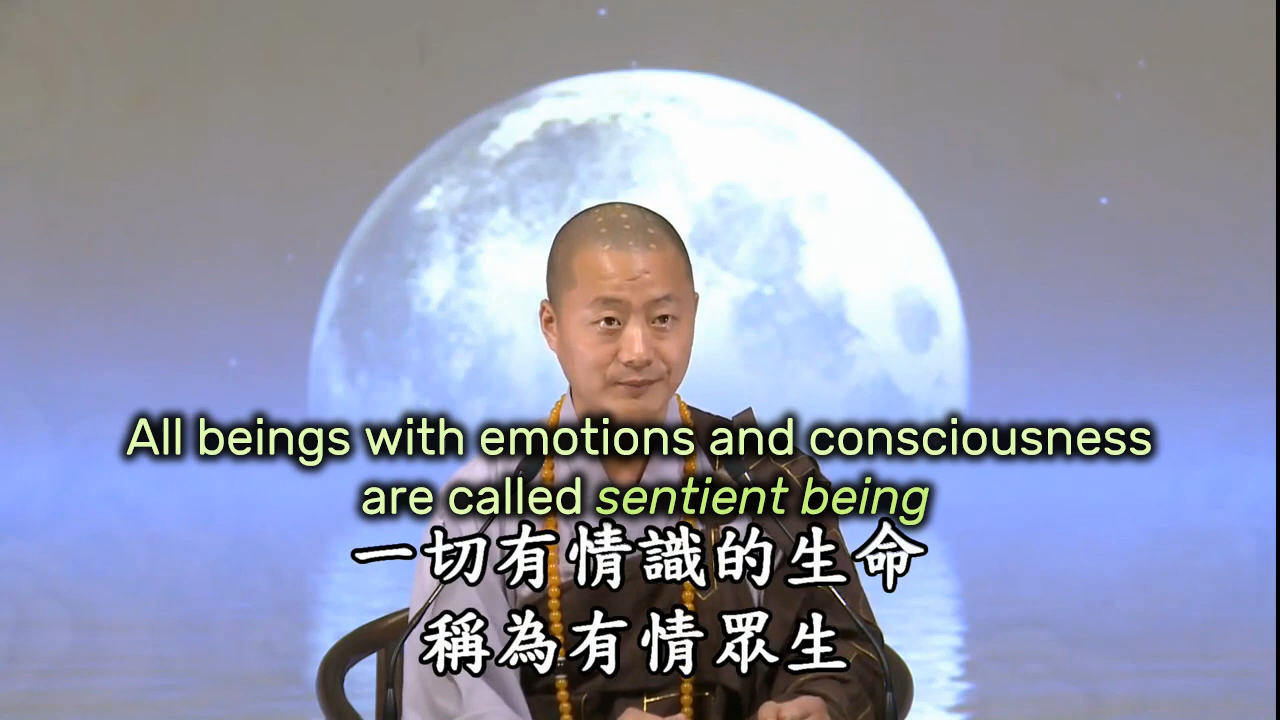 All beings with emotions and consciousness
are called sentient being
一切有情識的生命
稱為有情眾生